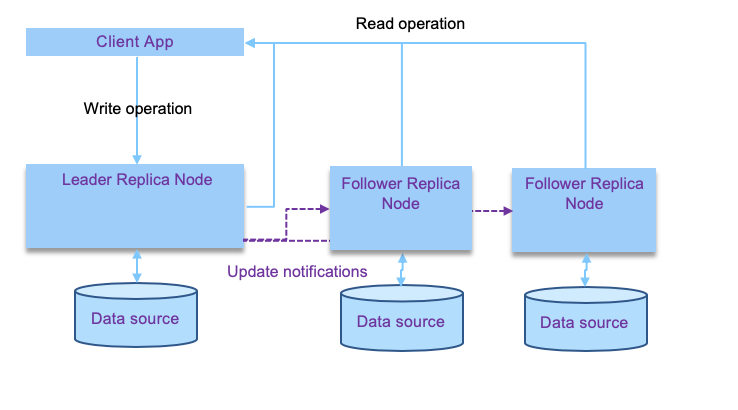 Read operation
Client App
Write operation
Leader Replica Node
Follower Replica
Node
Follower Replica
Node
Update notifications
Data source
Data source
Data source